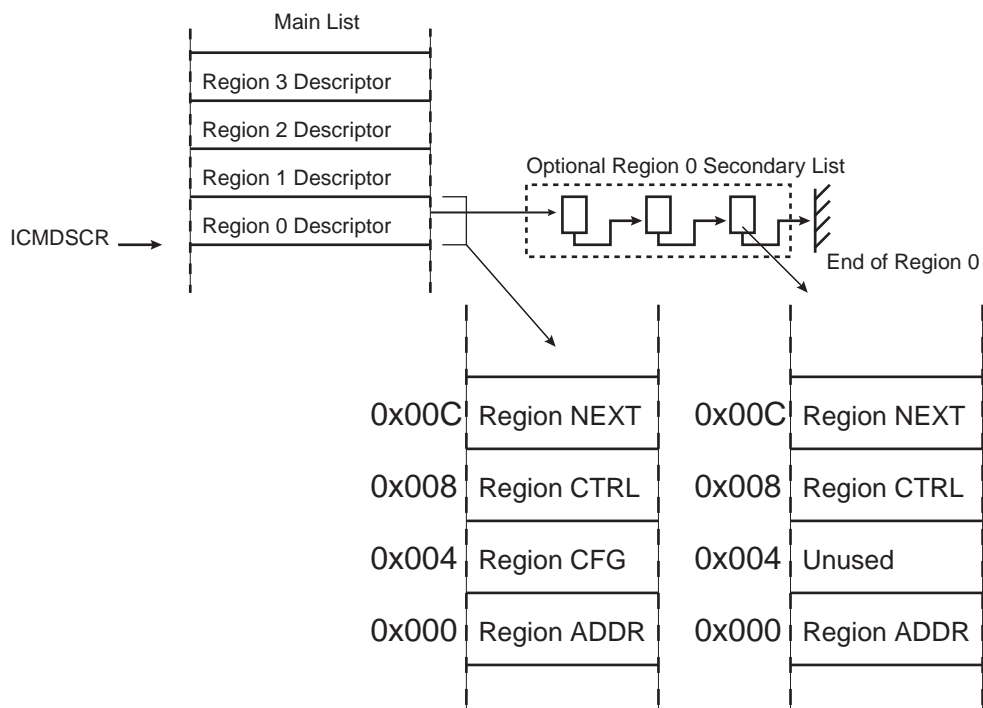 Main List
Region 3 Descriptor
Region 2 Descriptor
Region 1 Descriptor
Region 0 Descriptor
ICMDSCR
Optional Region 0 Secondary List
End of Region 0
0x00C Region NEXT
0x008 Region CTRL
0x004 Region CFG
0x000 Region ADDR
0x00C Region NEXT
0x008 Region CTRL
0x004 Unused
0x000 Region ADDR